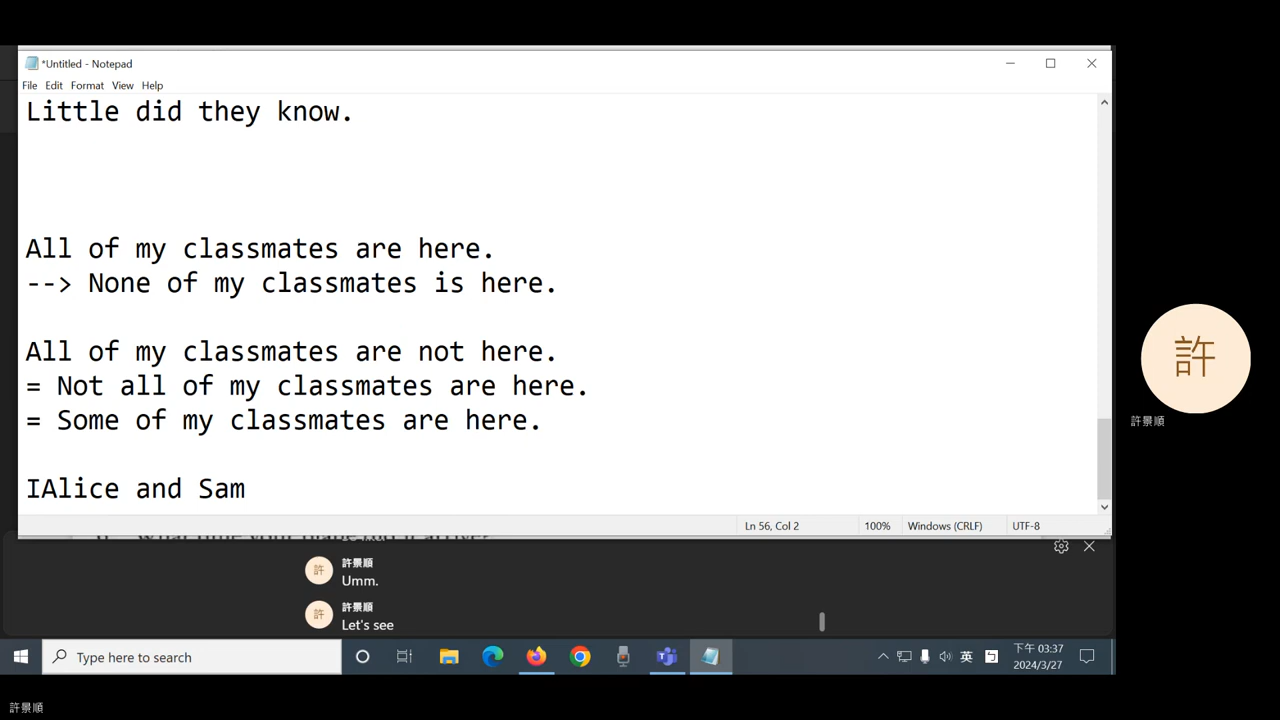 *Untitled - Notepad
File Edit Format View Help
Little did they know.
All of my classmates are here.
--> None of my classmates is here.
All of my classmates are not here.
= Not all of my classmates are here.
= Some of my classmates are here.
IAlice and Sam
Ln 56, Col 2 100% Windows (CRLF) UTF-8
許
許景順
許 許景順
Umm.
許 許景順
Let's see
Type here to search
英
下午 03:37
2024/3/27
許景順